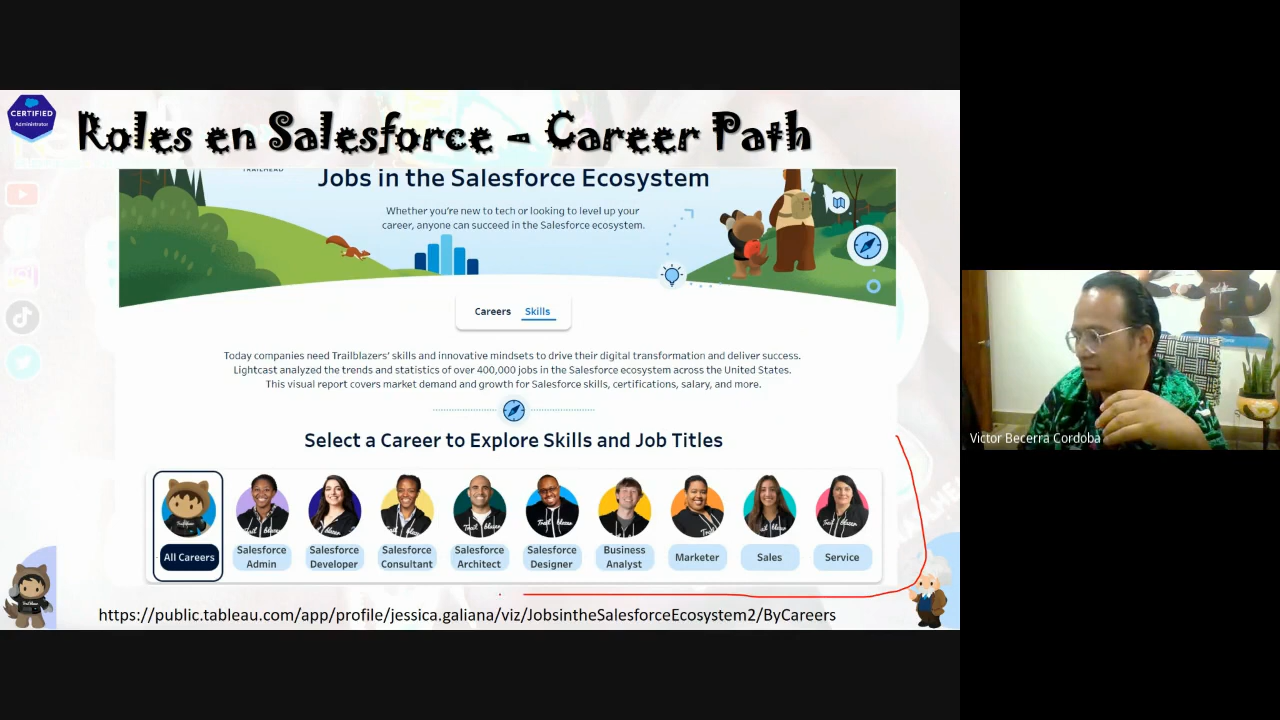 CERTIFIED
Administrator
Roles en Salesforce - Career Path
TRAILHEAD
Jobs in the Salesforce Ecosystem
Whether you're new to tech or looking to level up your
career, anyone can succeed in the Salesforce ecosystem.
Careers Skills
Today companies need Trailblazers' skills and innovative mindsets to drive their digital transformation and deliver success.
Lightcast analyzed the trends and statistics of over 400,000 jobs in the Salesforce ecosystem across the United States.
This visual report covers market demand and growth for Salesforce skills, certifications, salary, and more.
Select a Career to Explore Skills and Job Titles
All Careers
Salesforce
Admin
Salesforce
Developer
Salesforce
Consultant
Salesforce
Architect
Salesforce
Designer
Business
Analyst
Marketer
Sales
Service
https://public.tableau.com/app/profile/jessica.galiana/viz/JobsintheSalesforceEcosystem2/ByCareers
Victor Becerra Cordoba